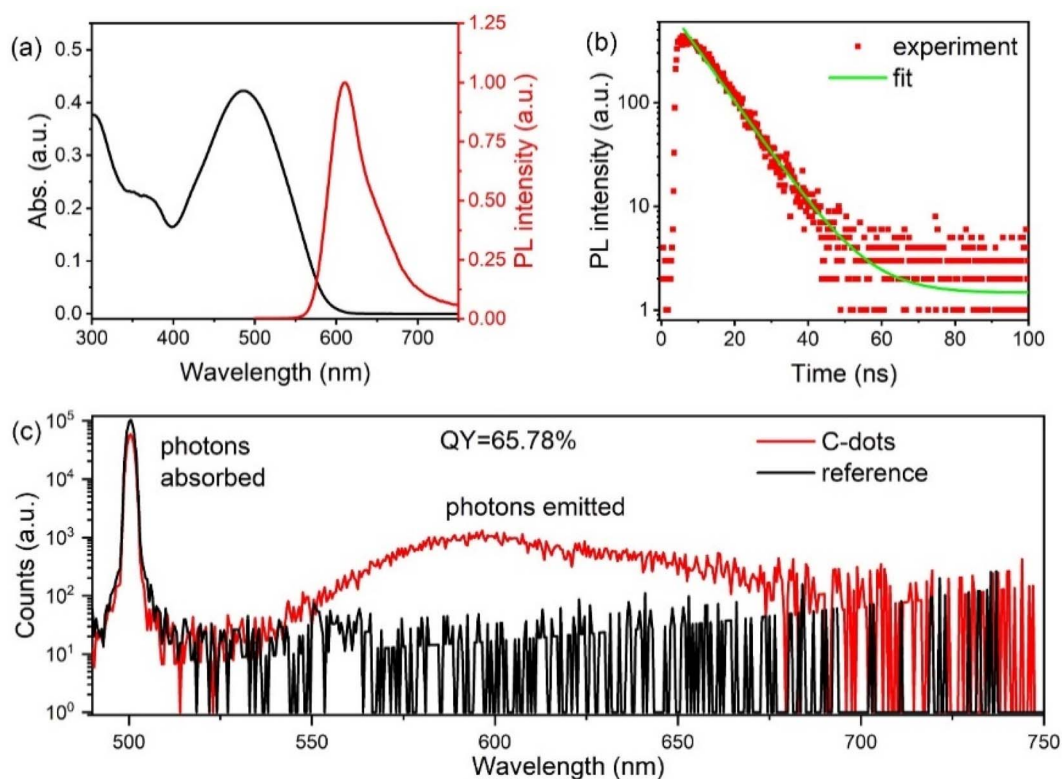 (a)
Abs. (a.u.)
0.5
0.4
0.3
0.2
0.1
0.0
300 400 500 600 700
Wavelength (nm)
1.25
1.00
0.75
0.50
0.25
0.00
PL intensity (a.u.)
(b)
experiment
fit
PL intensity (a.u.)
100
10
1
0 20 40 60 80 100
Time (ns)
(c)
photons
absorbed
QY=65.78%
photons emitted
C-dots
reference
Counts (a.u.)
10⁵
10⁴
10³
10²
10¹
10⁰
500 550 600 650 700 750
Wavelength (nm)